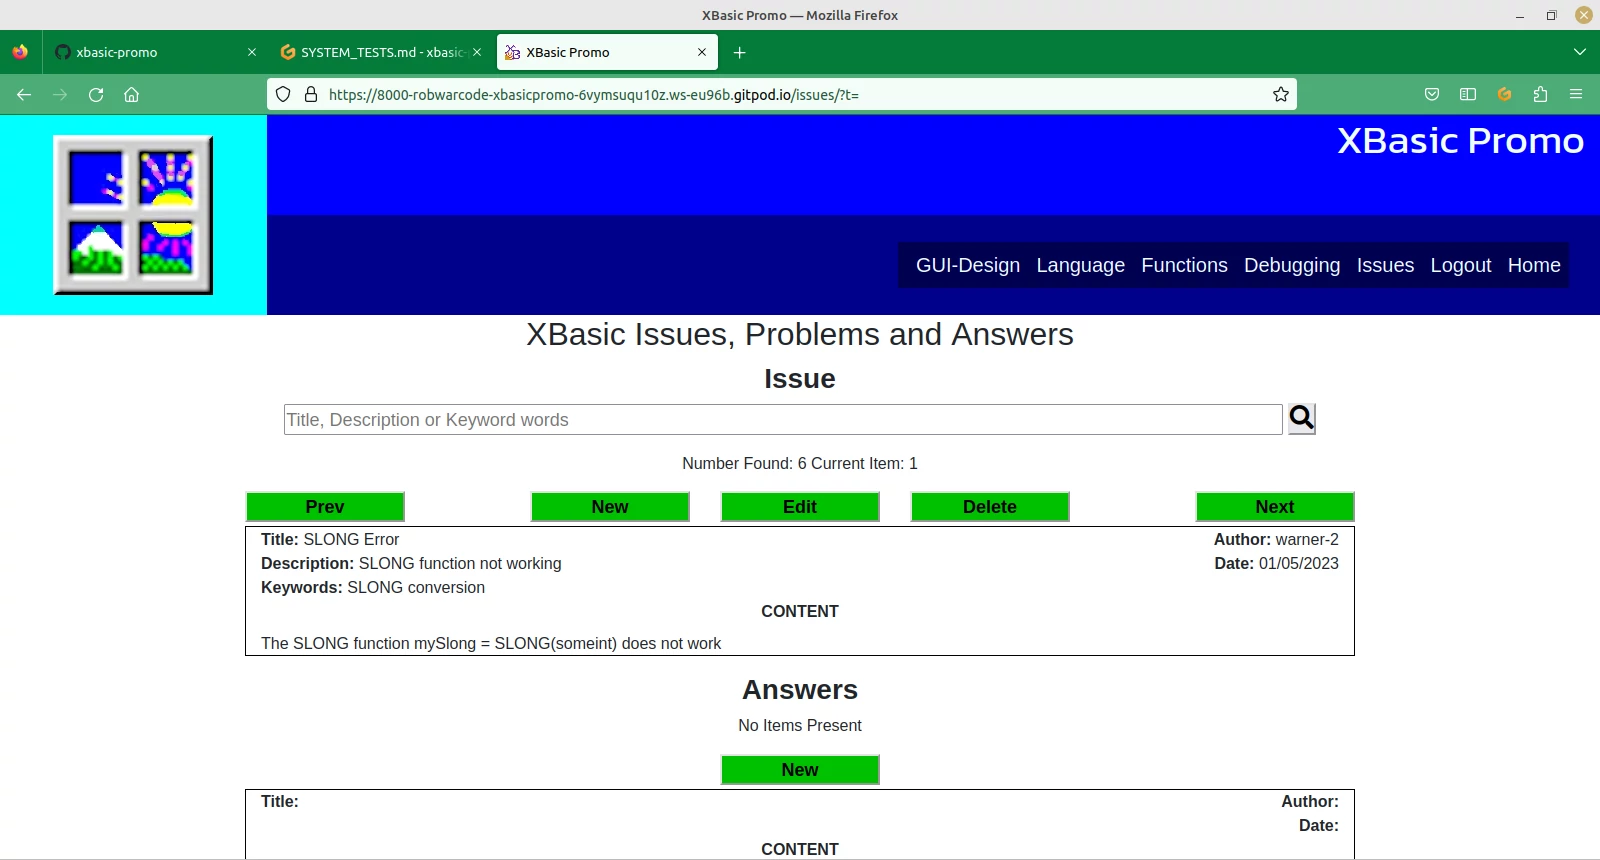 XBasic Promo — Mozilla Firefox
xbasic-promo
SYSTEM_TESTS.md - xbasic-
XBasic Promo
https://8000-robwarcode-xbasicpromo-6vymsuqu10z.ws-eu96b.gitpod.io/issues/?t=
XBasic Promo
GUI-Design Language Functions Debugging Issues Logout Home
XBasic Issues, Problems and Answers
Issue
Title, Description or Keyword words
Number Found: 6 Current Item: 1
Prev New Edit Delete Next
Title: SLONG Error Author: warner-2
Description: SLONG function not working Date: 01/05/2023
Keywords: SLONG conversion
CONTENT
The SLONG function mySlong = SLONG(someint) does not work
Answers
No Items Present
New
Title: Author:
Date:
CONTENT